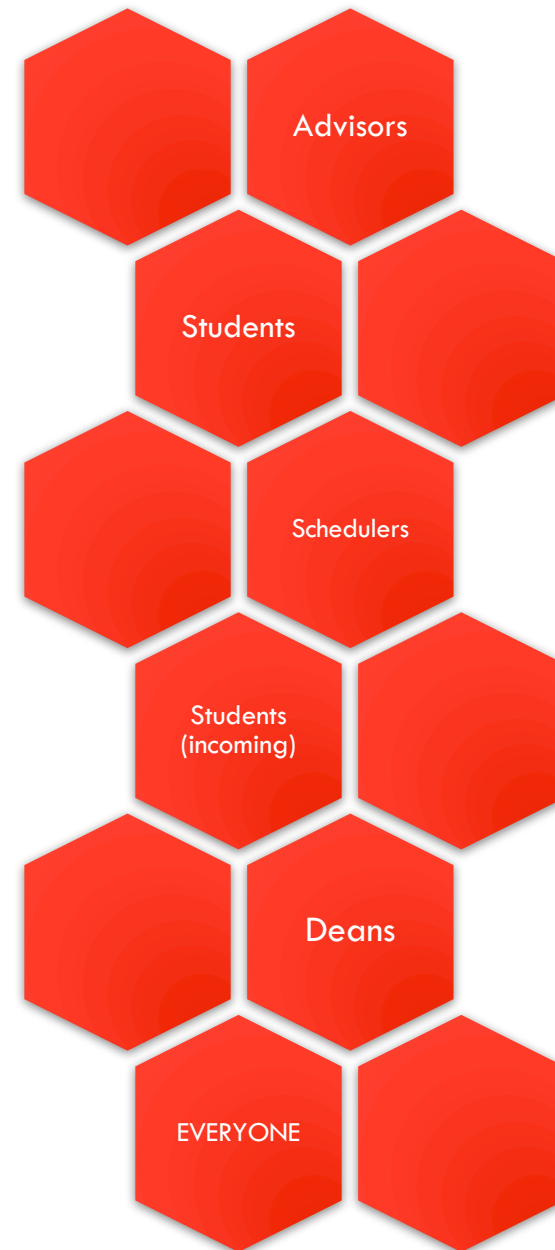 Advisors
Students
Schedulers
Students
(incoming)
Deans
EVERYONE